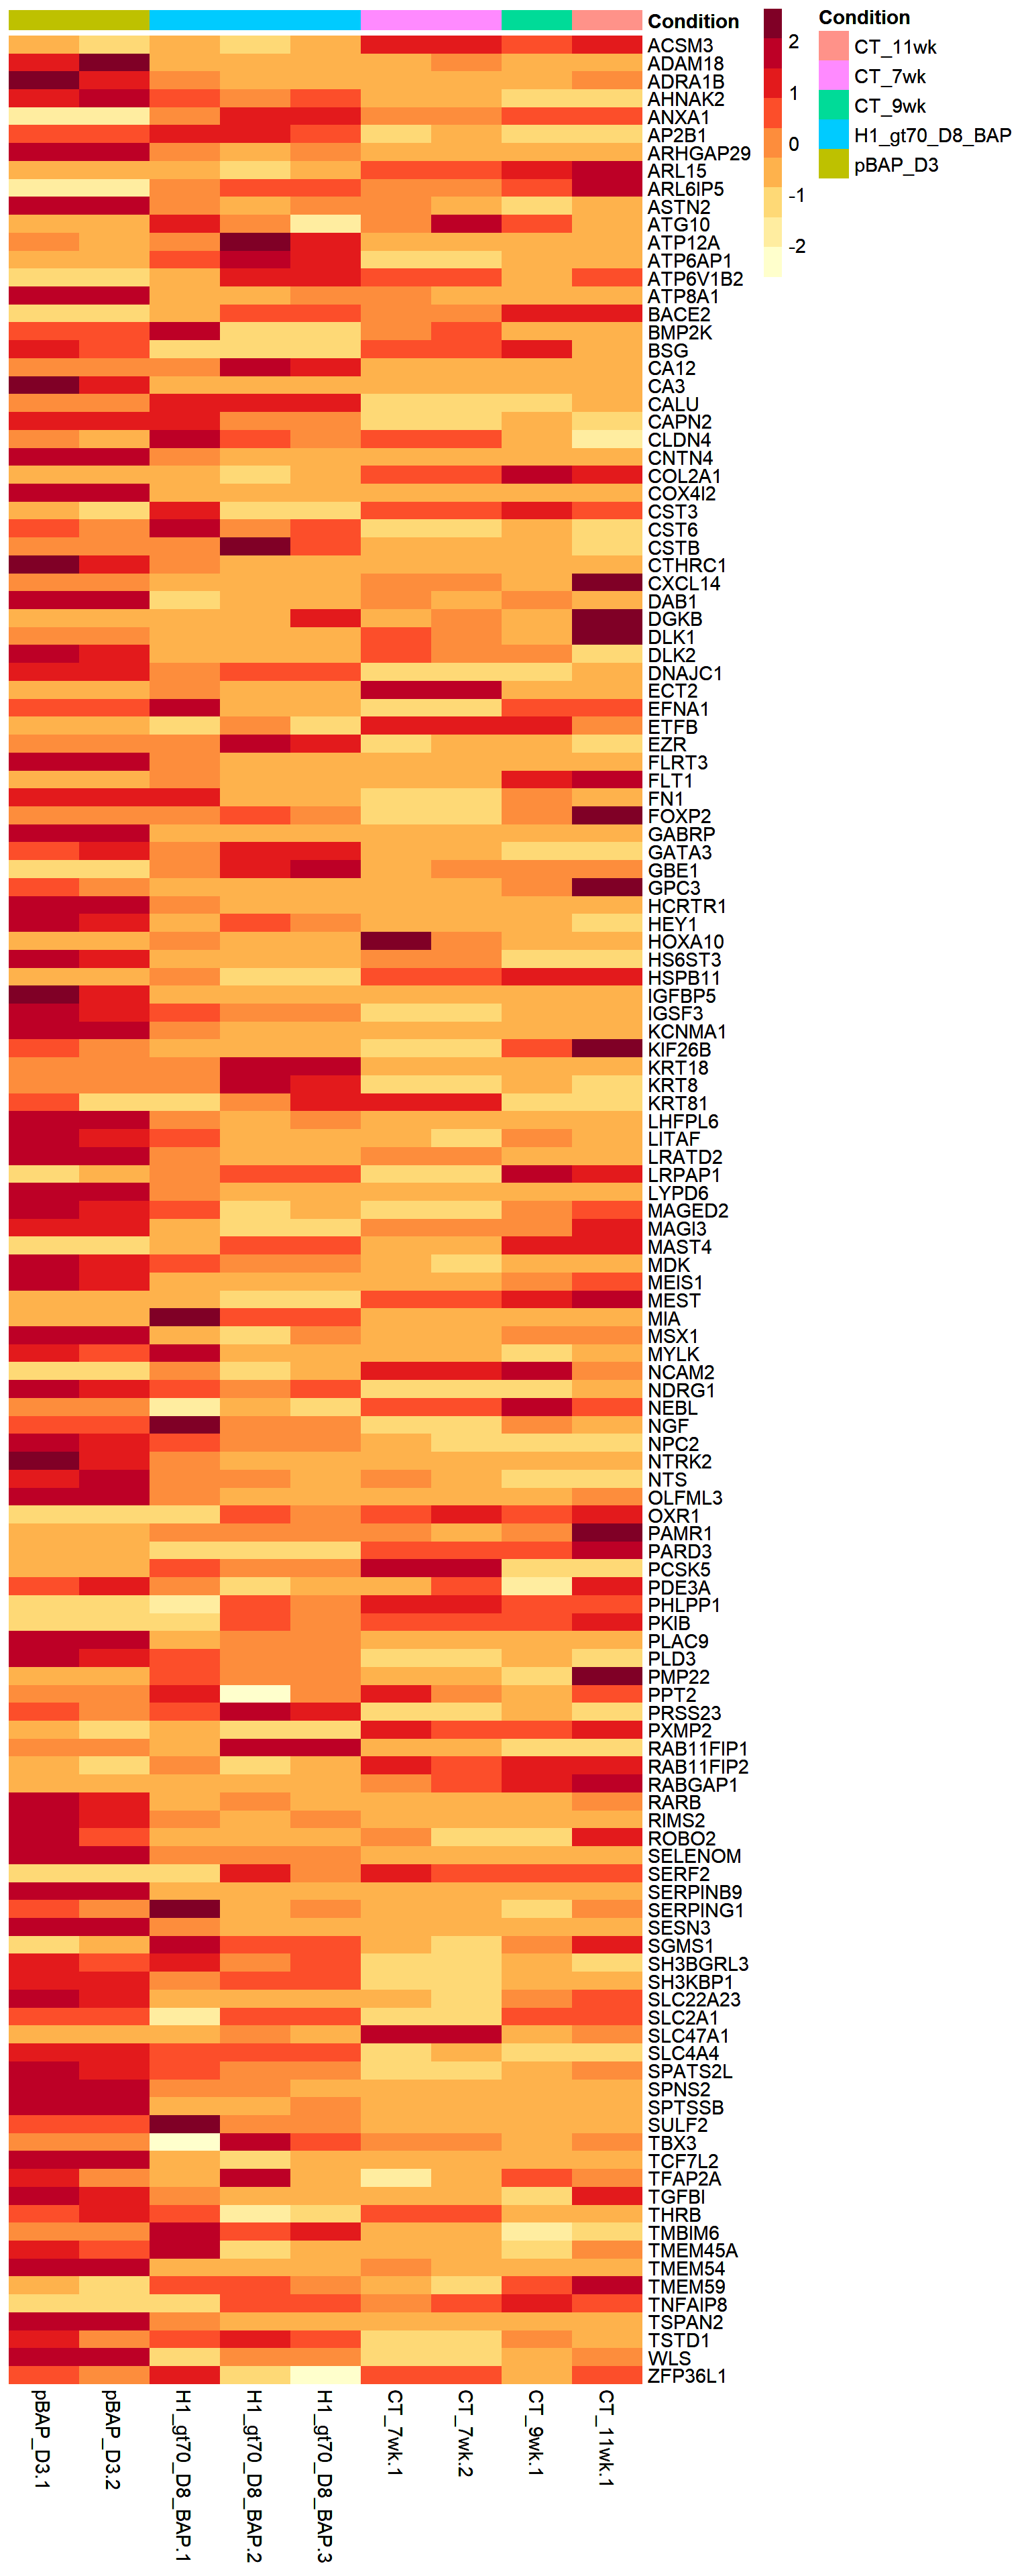 Condition
ACSM3
ADAM18
ADRA1B
AHNAK2
ANXA1
AP2B1
ARHGAP29
ARL15
ARL6IP5
ASTN2
ATG10
ATP12A
ATP6AP1
ATP6V1B2
ATP8A1
BACE2
BMP2K
BSG
CA12
CA3
CALU
CAPN2
CLDN4
CNTN4
COL2A1
COX4I2
CST3
CST6
CSTB
CTHRC1
CXCL14
DAB1
DGKB
DLK1
DLK2
DNAJC1
ECT2
EFNA1
ETFB
EZR
FLRT3
FLT1
FN1
FOXP2
GABRP
GATA3
GBE1
GPC3
HCRTR1
HEY1
HOXA10
HS6ST3
HSPB11
IGFBP5
IGSF3
KCNMA1
KIF26B
KRT18
KRT8
KRT81
LHFPL6
LITAF
LRATD2
LRPAP1
LYPD6
MAGED2
MAGI3
MAST4
MDK
MEIS1
MEST
MIA
MSX1
MYLK
NCAM2
NDRG1
NEBL
NGF
NPC2
NTRK2
NTS
OLFML3
OXR1
PAMR1
PARD3
PCSK5
PDE3A
PHLPP1
PKIB
PLAC9
PLD3
PMP22
PPT2
PRSS23
PXMP2
RAB11FIP1
RAB11FIP2
RABGAP1
RARB
RIMS2
ROBO2
SELENOM
SERF2
SERPINB9
SERPING1
SESN3
SGMS1
SH3BGRL3
SH3KBP1
SLC22A23
SLC2A1
SLC47A1
SLC4A4
SPATS2L
SPNS2
SPTSSB
SULF2
TBX3
TCF7L2
TFAP2A
TGFBI
THRB
TMBIM6
TMEM45A
TMEM54
TMEM59
TNFAIP8
TSPAN2
TSTD1
WLS
ZFP36L1
2
1
0
-1
-2
Condition
CT_11wk
CT_7wk
CT_9wk
H1_gt70_D8_BAP
pBAP_D3
pBAP_D3.1
pBAP_D3.2
H1_gt70_D8_BAP.1
H1_gt70_D8_BAP.2
H1_gt70_D8_BAP.3
CT_7wk.1
CT_7wk.2
CT_9wk.1
CT_11wk.1